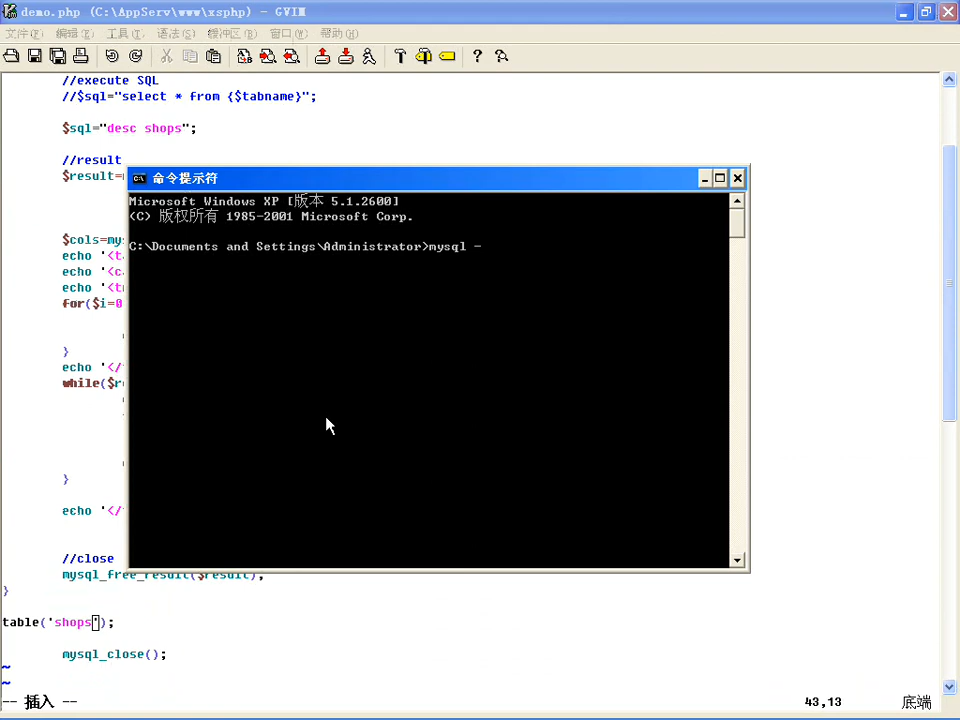 demo.php (C:\AppServ\www\xsphp) - GVIM
文件(F) 编辑(E) 工具(T) 语法(S) 缓冲区(B) 窗口(W) 帮助(H)
//execute SQL
//$sql="select * from {$tabname}";
$sql="desc shops";
//result
$result=
命令提示符
Microsoft Windows XP [版本 5.1.2600]
(C) 版权所有 1985-2001 Microsoft Corp.
$cols=my
C:\Documents and Settings\Administrator>mysql -
echo '<t
echo '<c
echo '<t
for($i=0
}
echo '</
while($r
}
echo '</
//close
mysql_free_result($result);
}
table('shops');
mysql_close();
~
~
-- 插入 -- 43,13 底端